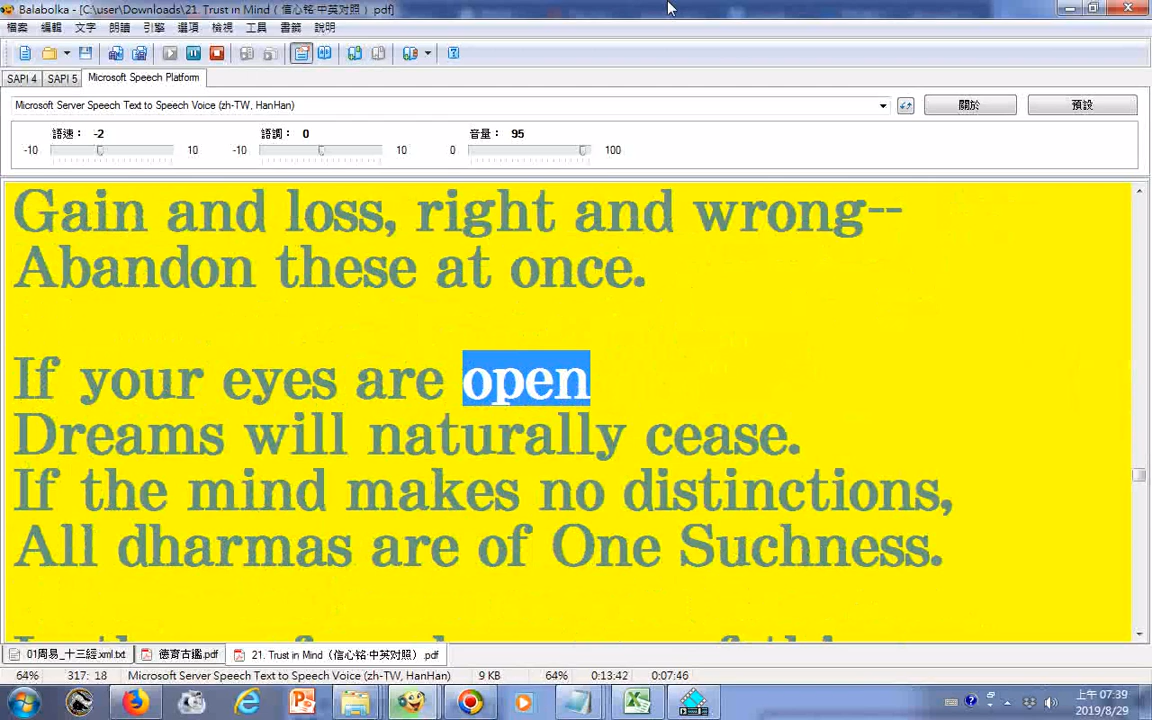 Balabolka - [C:\user\Downloads\21. Trust in Mind ( 信心铭·中英对照 ) pdf]
檔案 編輯 文字 朗讀 引擎 選項 檢視 工具 書籤 說明
SAPI 4 SAPI 5 Microsoft Speech Platform
Microsoft Server Speech Text to Speech Voice (zh-TW, HanHan) 關於 預設
語速： -2 語調： 0 音量： 95
-10 10 -10 10 0 100
Gain and loss, right and wrong--
Abandon these at once.
If your eyes are open
Dreams will naturally cease.
If the mind makes no distinctions,
All dharmas are of One Suchness.
01周易_十三經.xml.txt 德育古鑑.pdf 21. Trust in Mind（信心铭·中英对照）.pdf
64% 317: 18 Microsoft Server Speech Text to Speech Voice (zh-TW, HanHan) 9 KB 64% 0:13:42 0:07:46
上午 07:39
2019/8/29